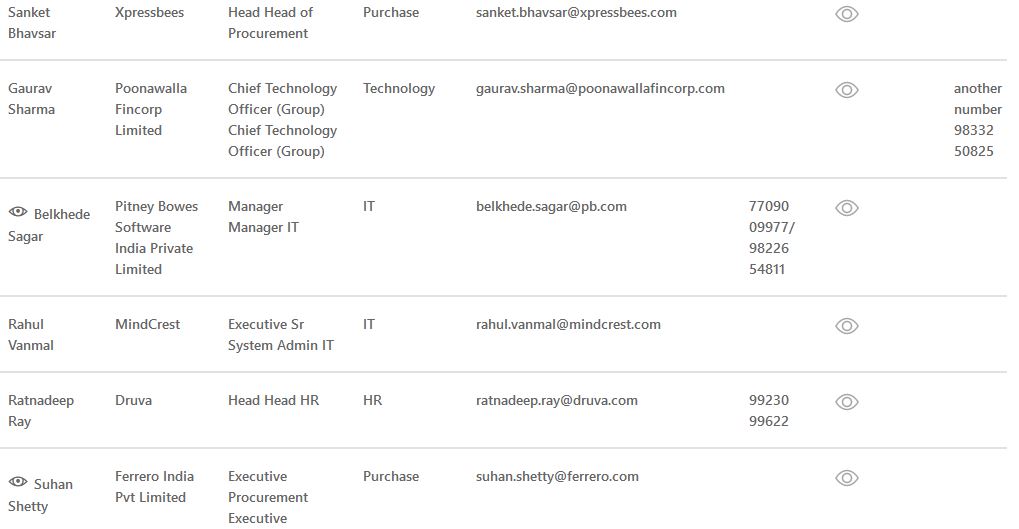 Sanket Xpressbees Head Head of Purchase sanket.bhavsar@xpressbees.com
Bhavsar Procurement
Gaurav Poonawalla Chief Technology Technology gaurav.sharma@poonawallafincorp.com another
Sharma Fincorp Officer (Group) number
Limited Chief Technology 98332
Officer (Group) 50825
Belkhede Pitney Bowes Manager IT belkhede.sagar@pb.com 77090
Sagar Software Manager IT 09977/
India Private 98226
Limited 54811
Rahul MindCrest Executive Sr IT rahul.vanmal@mindcrest.com
Vanmal System Admin IT
Ratnadeep Druva Head Head HR HR ratnadeep.ray@druva.com 99230
Ray 99622
Suhan Ferrero India Executive Purchase suhan.shetty@ferrero.com
Shetty Pvt Limited Procurement
Executive